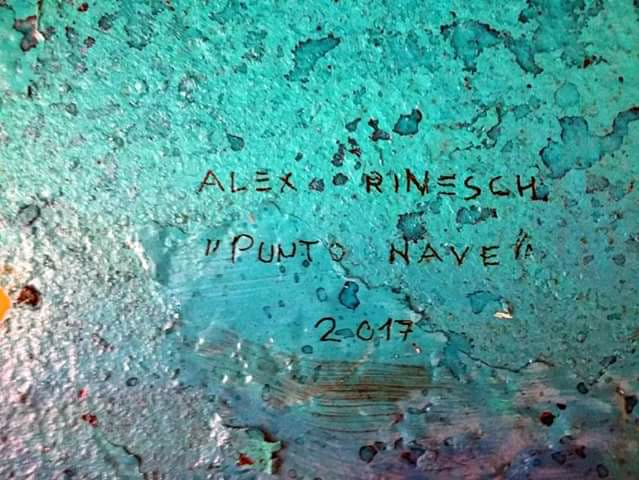 ALEX RINESCH
"PUNTO NAVE"
2017